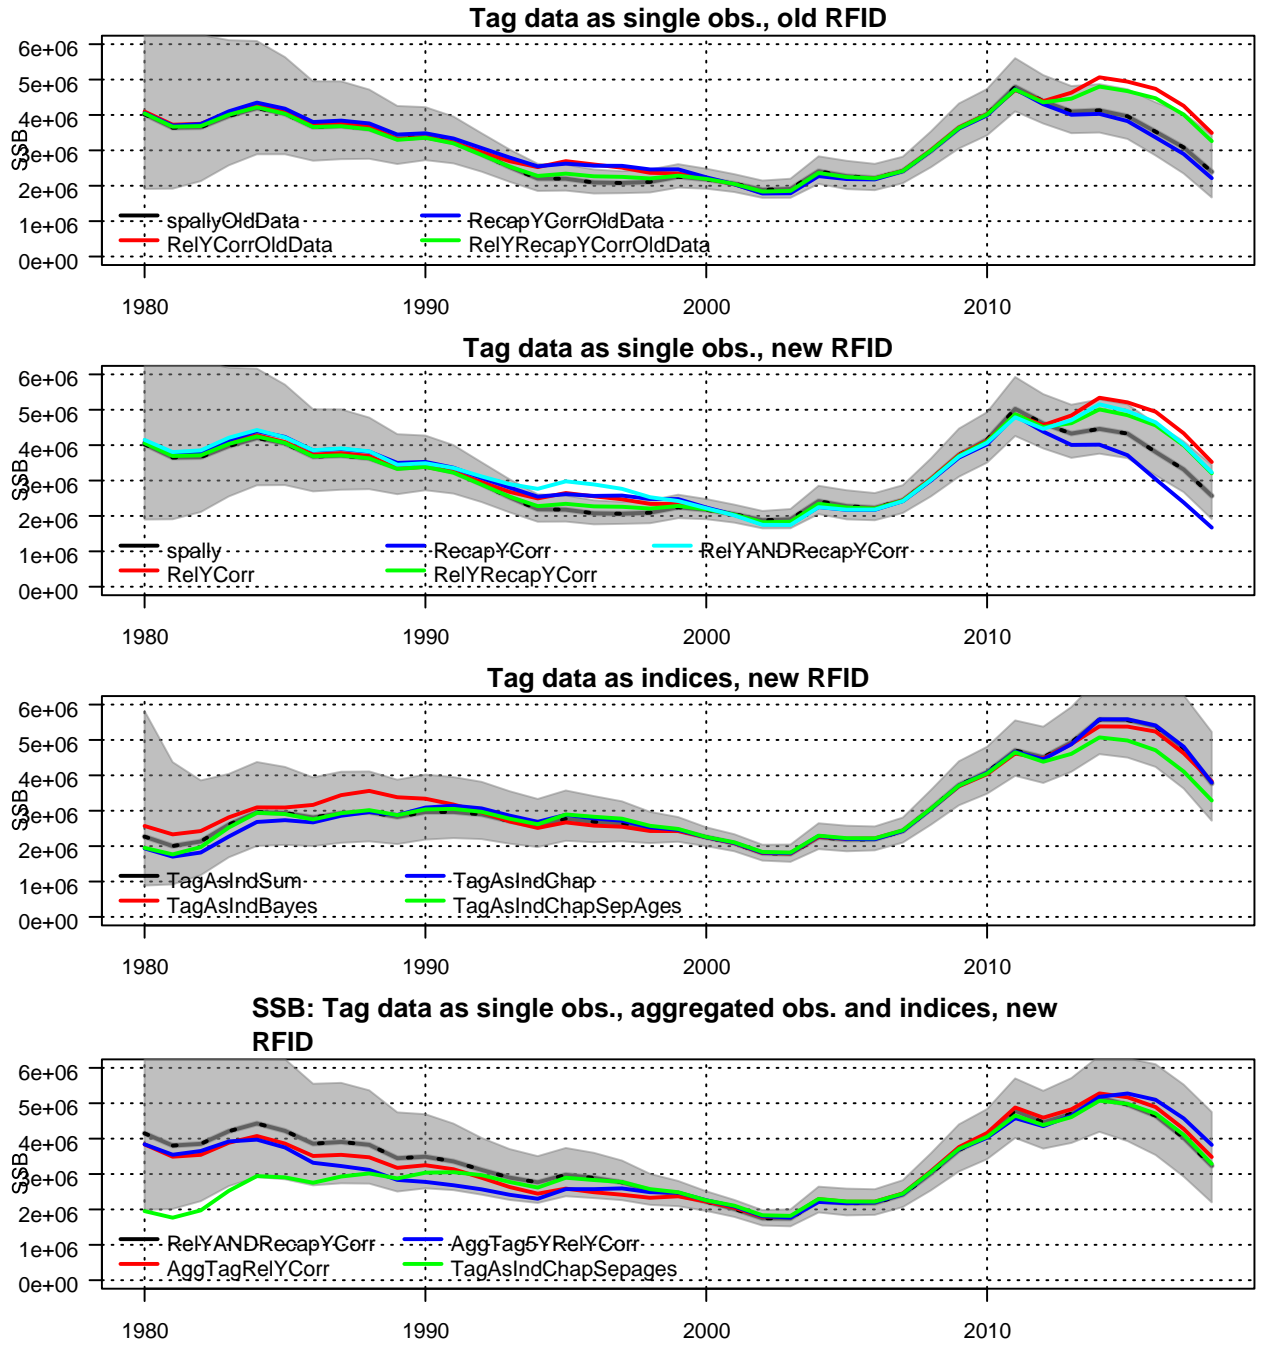 Tag data as single obs., old RFID
6e+06
5e+06
4e+06
3e+06
2e+06
1e+06
0e+00
SSB
spallyOldData
RecapYCorrOldData
RelYCorrOldData
RelYRecapYCorrOldData
1980
1990
2000
2010
Tag data as single obs., new RFID
6e+06
5e+06
4e+06
3e+06
2e+06
1e+06
0e+00
SSB
spally
RecapYCorr
RelYANDRecapYCorr
RelYCorr
RelYRecapYCorr
1980
1990
2000
2010
Tag data as indices, new RFID
6e+06
5e+06
4e+06
3e+06
2e+06
1e+06
0e+00
SSB
TagAsIndSum
TagAsIndChap
TagAsIndBayes
TagAsIndChapSepAges
1980
1990
2000
2010
SSB: Tag data as single obs., aggregated obs. and indices, new
RFID
6e+06
5e+06
4e+06
3e+06
2e+06
1e+06
0e+00
SSB
RelYANDRecapYCorr
AggTag5YRelYCorr
AggTagRelYCorr
TagAsIndChapSepages
1980
1990
2000
2010